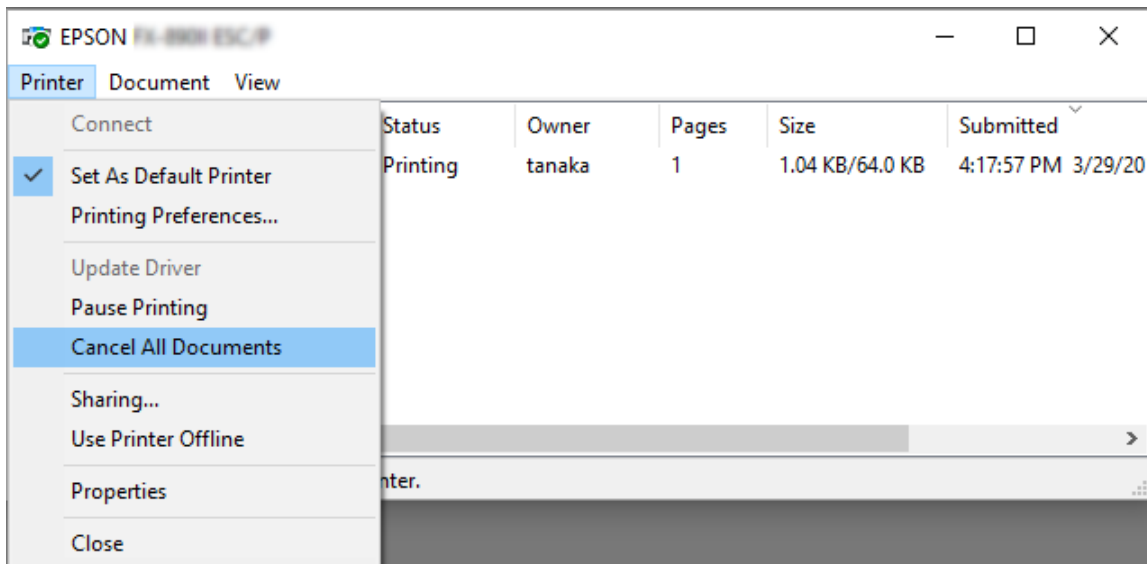 EPSON
Printer Document View
Connect
Status Owner Pages Size Submitted
Set As Default Printer
Printing tanaka 1 1.04 KB/64.0 KB 4:17:57 PM 3/29/20
Printing Preferences...
Update Driver
Pause Printing
Cancel All Documents
Sharing...
Use Printer Offline
Properties
nter.
Close